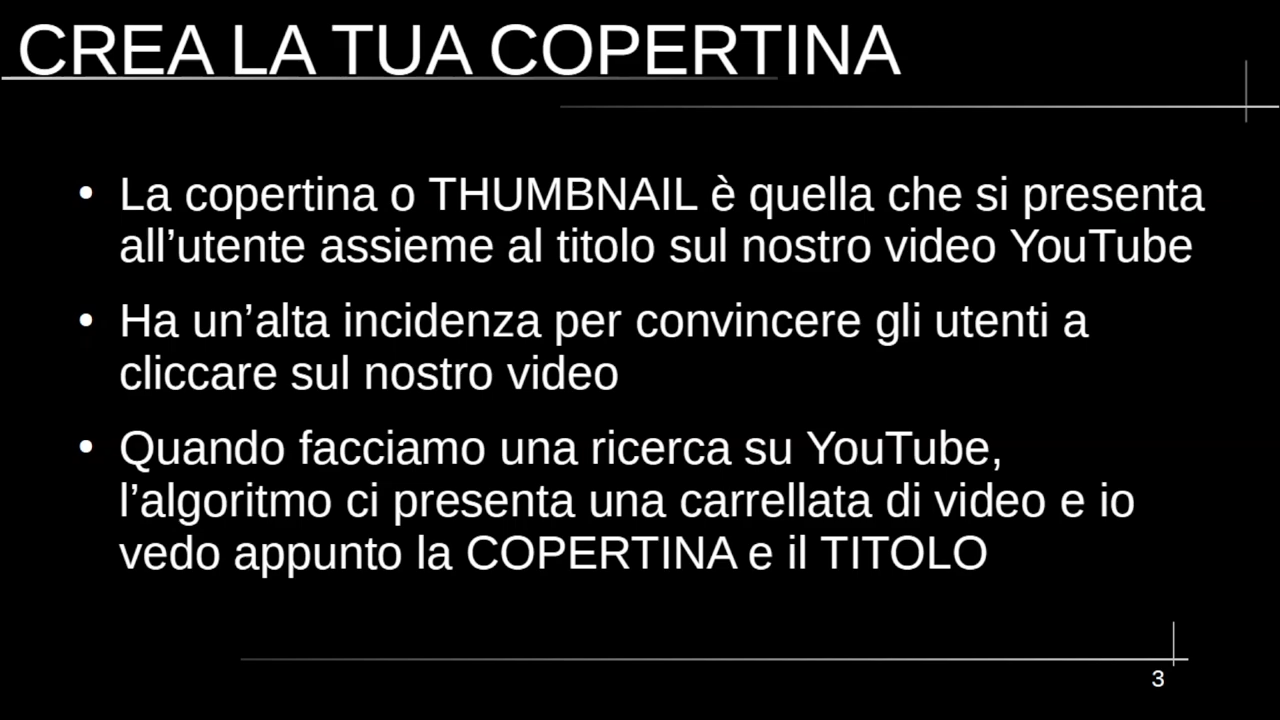 CREA LA TUA COPERTINA
• La copertina o THUMBNAIL è quella che si presenta
all’utente assieme al titolo sul nostro video YouTube
• Ha un’alta incidenza per convincere gli utenti a
cliccare sul nostro video
• Quando facciamo una ricerca su YouTube,
l’algoritmo ci presenta una carrellata di video e io
vedo appunto la COPERTINA e il TITOLO
3